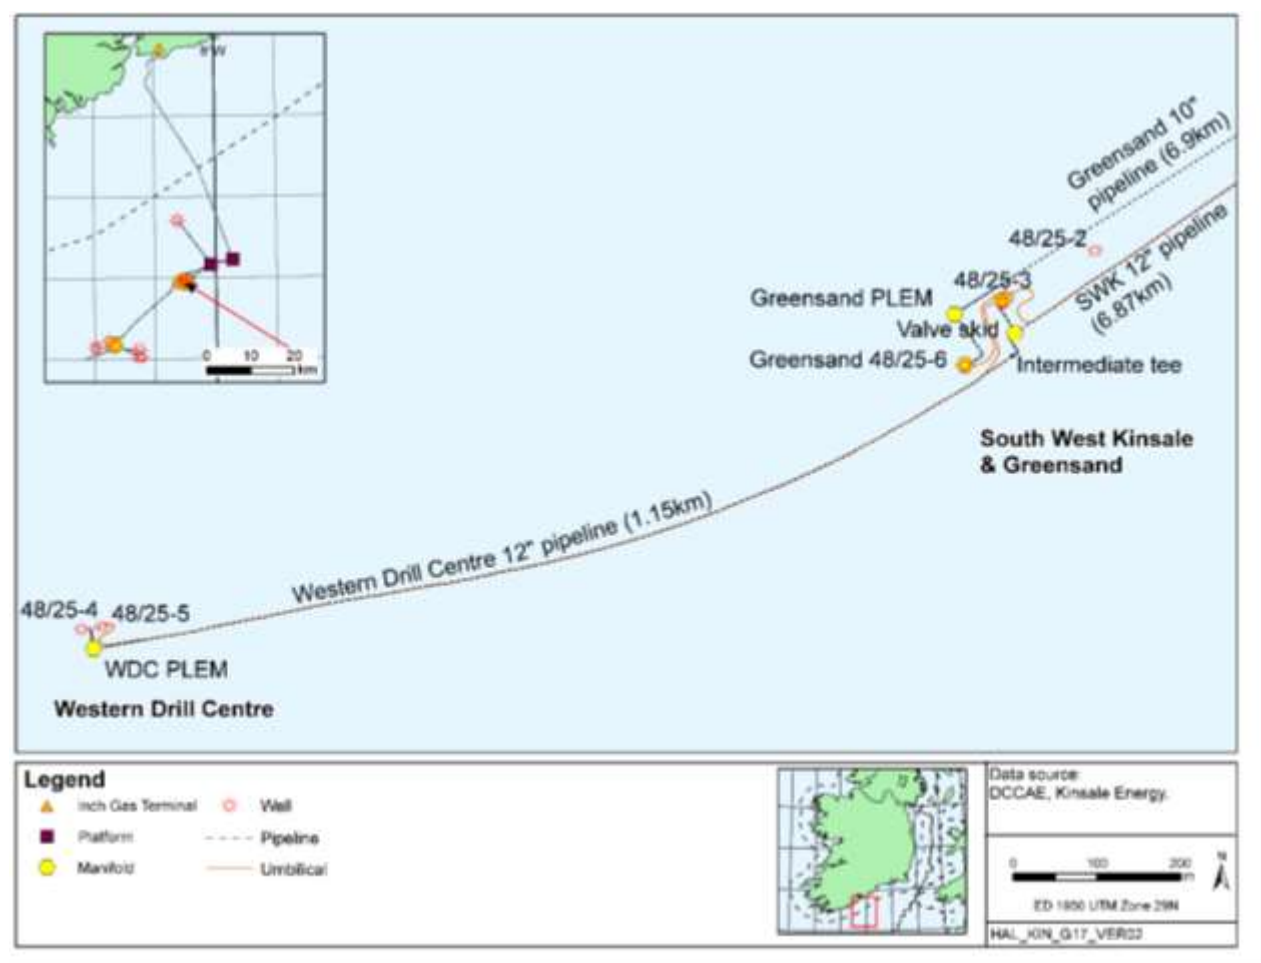 8°W
0 10 20
km
Greensand 10"
pipeline (6.9km)
48/25-2
48/25-3
SWK 12" pipeline
(6.87km)
Greensand PLEM
Valve skid
Greensand 48/25-6
Intermediate tee
South West Kinsale
& Greensand
Western Drill Centre 12" pipeline (1.15km)
48/25-4 48/25-5
WDC PLEM
Western Drill Centre
Legend
Inch Gas Terminal
Well
Platform
Pipeline
Manifold
Umbilical
Data source:
DCCAE, Kinsale Energy.
0 100 200
m
N
ED 1950 UTM Zone 29N
HAL_KIN_G17_VER02